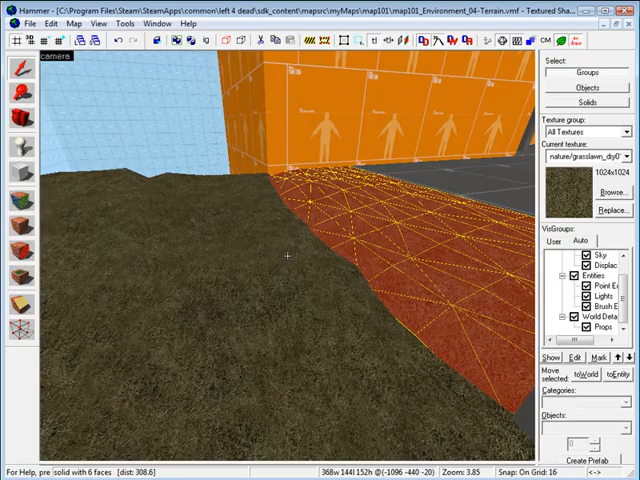 Hammer - [C:\Program Files\Steam\SteamApps\common\left 4 dead\sdk_content\mapsrc\myMaps\map101\map101_Environment_04-Terrain.vmf - Textured Sha
File Edit Map View Tools Window Help
camera
Select:
Groups
Objects
Solids
Texture group:
All Textures
Current texture:
nature/grasslawn_dry0
1024x1024
Browse...
Replace...
VisGroups:
User Auto
Sky
Displac
Entities
Point E
Lights
Brush E
World Deta
Props
Show Edit Mark
Move selected:
toWorld toEntity
Categories:
Objects:
0
Create Prefab
For Help, pre solid with 6 faces [dist: 308.6] 368w 144l 152h @(-1096 -440 -20) Zoom: 3.85 Snap: On Grid: 16 <->